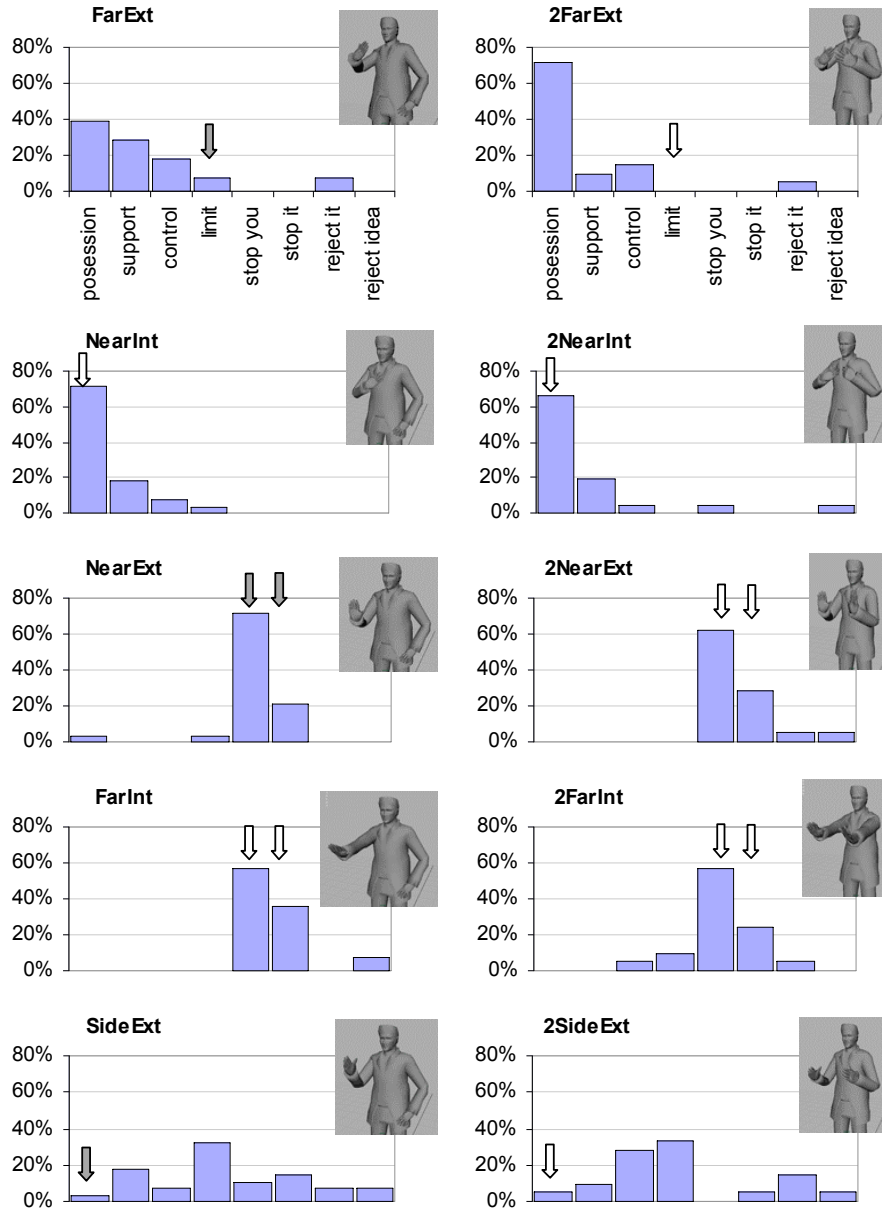 FarExt
80%
60%
40%
20%
0%
posession
support
control
limit
stop you
stop it
reject it
reject idea
2FarExt
80%
60%
40%
20%
0%
posession
support
control
limit
stop you
stop it
reject it
reject idea
NearInt
80%
60%
40%
20%
0%
2NearInt
80%
60%
40%
20%
0%
NearExt
80%
60%
40%
20%
0%
2NearExt
80%
60%
40%
20%
0%
FarInt
80%
60%
40%
20%
0%
2FarInt
80%
60%
40%
20%
0%
SideExt
80%
60%
40%
20%
0%
2SideExt
80%
60%
40%
20%
0%